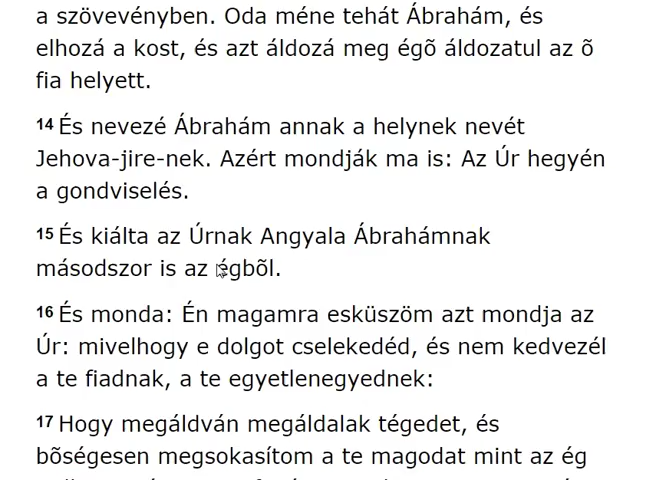 a szövevényben. Oda méne tehát Ábrahám, és
elhozá a kost, és azt áldozá meg égõ áldozatul az õ
fia helyett.
14 És nevezé Ábrahám annak a helynek nevét
Jehova-jire-nek. Azért mondják ma is: Az Úr hegyén
a gondviselés.
15 És kiálta az Úrnak Angyala Ábrahámnak
másodszor is az égbõl.
16 És monda: Én magamra esküszöm azt mondja az
Úr: mivelhogy e dolgot cselekedéd, és nem kedvezél
a te fiadnak, a te egyetlenegyednek:
17 Hogy megáldván megáldalak tégedet, és
bõségesen megsokasítom a te magodat mint az ég